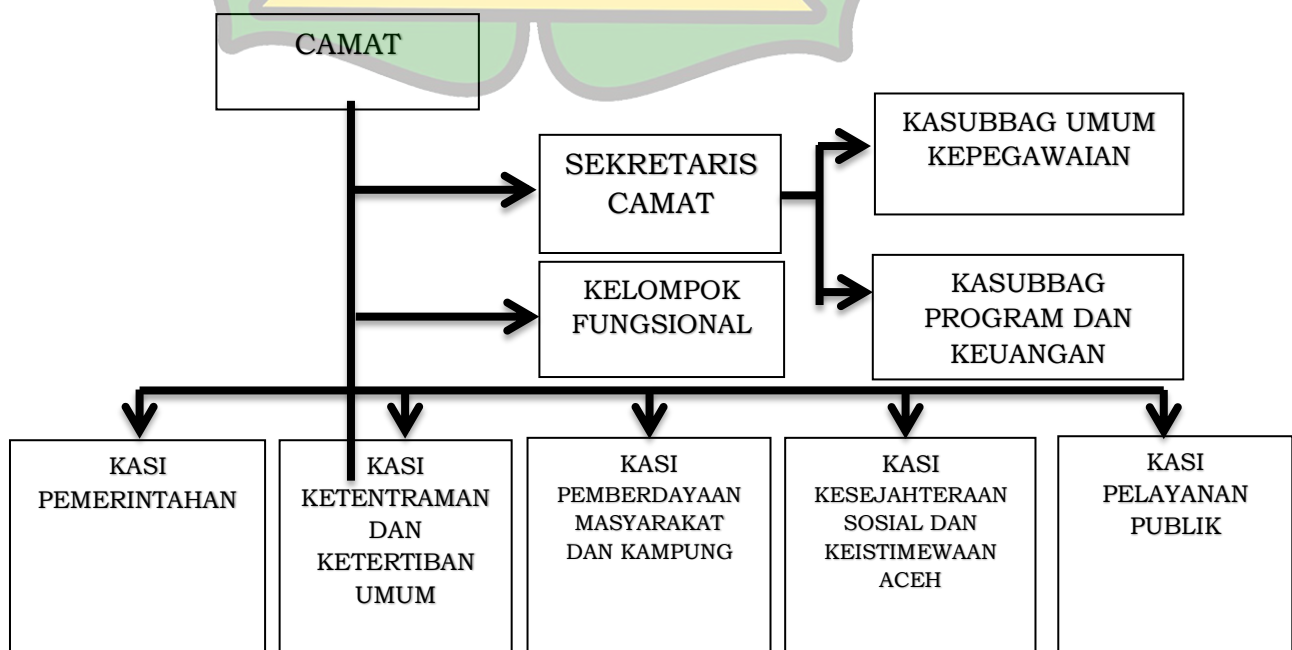 CAMAT
SEKRETARIS
CAMAT
KASUBBAG UMUM
KEPEGAWAIAN
KELOMPOK
FUNGSIONAL
KASUBBAG
PROGRAM DAN
KEUANGAN
KASI
PEMERINTAHAN
KASI
KETENTRAMAN
DAN
KETERTIBAN
UMUM
KASI
PEMBERDAYAAN
MASYARAKAT
DAN KAMPUNG
KASI
KESEJAHTERAAN
SOSIAL DAN
KEISTIMEWAAN
ACEH
KASI
PELAYANAN
PUBLIK